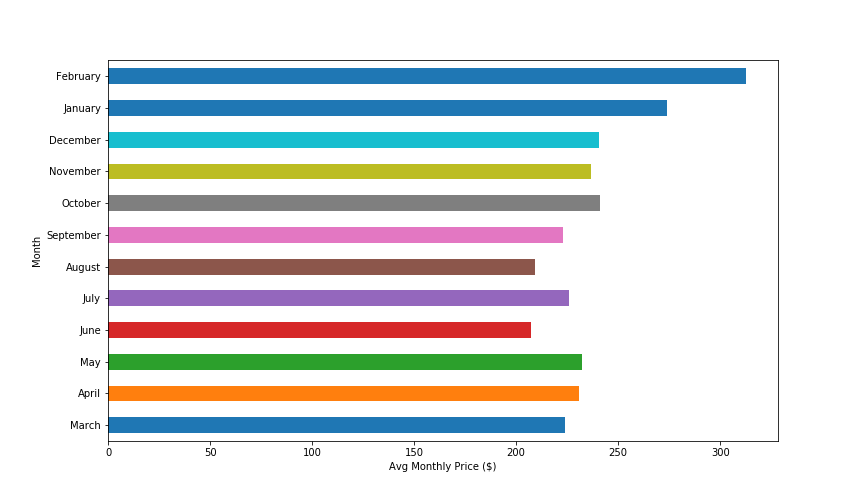 February
January
December
November
October
September
August
July
June
May
April
March
Month
0 50 100 150 200 250 300
Avg Monthly Price ($)